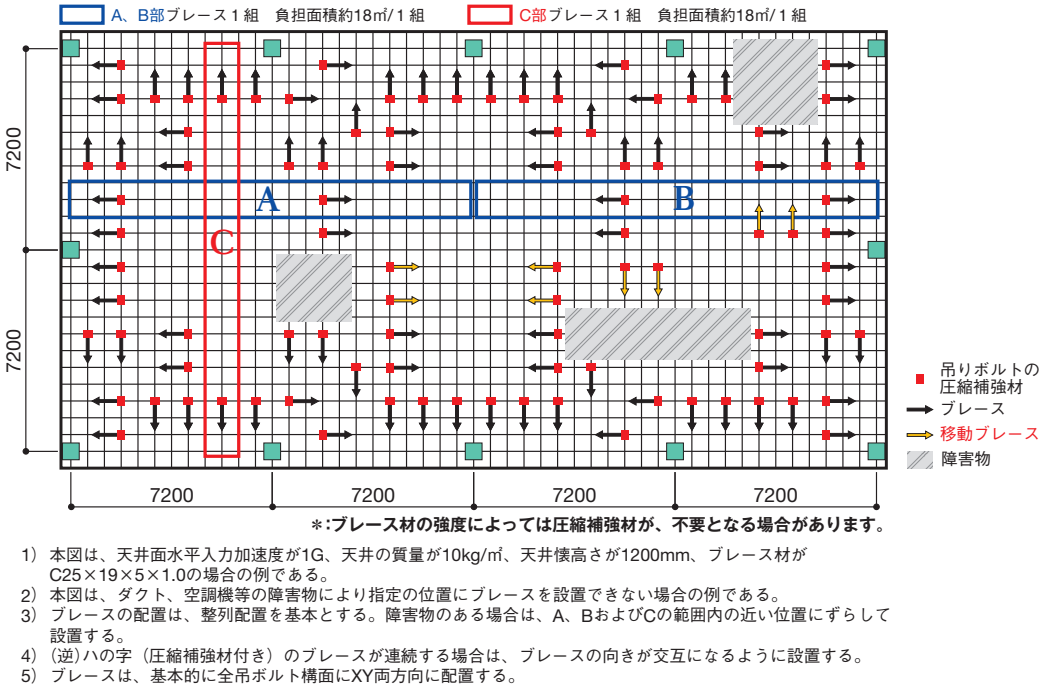 A、B部ブレース1組 負担面積約18㎡/1組
C部ブレース1組 負担面積約18㎡/1組
7200
7200
A
B
C
吊りボルトの
圧縮補強材
ブレース
移動ブレース
障害物
7200
7200
7200
7200
*:ブレース材の強度によっては圧縮補強材が、不要となる場合があります。
1) 本図は、天井面水平入力加速度が1G、天井の質量が10kg/㎡、天井懐高さが1200mm、ブレース材が
C25×19×5×1.0の場合の例である。
2) 本図は、ダクト、空調機等の障害物により指定の位置にブレースを設置できない場合の例である。
3) ブレースの配置は、整列配置を基本とする。障害物のある場合は、A、BおよびCの範囲内の近い位置にずらして
設置する。
4) (逆)ハの字(圧縮補強材付き)のブレースが連続する場合は、ブレースの向きが交互になるように設置する。
5) ブレースは、基本的に全吊ボルト構面にXY両方向に配置する。